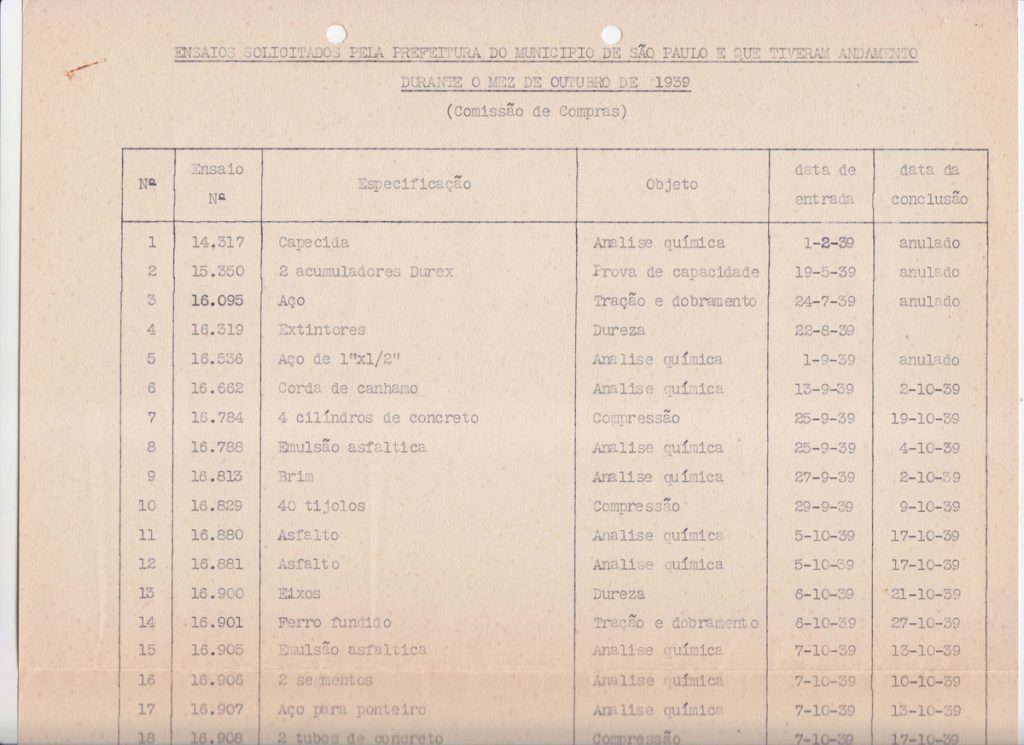 ENSAIOS SOLICITADOS PELA PREFEITURA DO MUNICIPIO DE SÃO PAULO E QUE TIVERAM ANDAMENTO
DURANTE O MEZ DE OUTUBRO DE 1939
(Comissão de Compras)
Nº Ensaio Nº Especificação Objeto data de entrada data da conclusão
1 14.317 Capecida Analise química 1-2-39 anulado
2 15.350 2 acumuladores Durex Prova de capacidade 19-5-39 anulado
3 16.095 Aço Tração e dobramento 24-7-39 anulado
4 16.319 Extintores Dureza 22-8-39
5 16.536 Aço de 1"x1/2" Analise química 1-9-39 anulado
6 16.662 Corda de canhamo Analise química 13-9-39 2-10-39
7 16.784 4 cilíndros de concreto Compressão 25-9-39 19-10-39
8 16.788 Emulsão asfaltica Analise química 25-9-39 4-10-39
9 16.813 Brim Analise química 27-9-39 2-10-39
10 16.829 40 tijolos Compressão 29-9-39 9-10-39
11 16.880 Asfalto Analise química 5-10-39 17-10-39
12 16.881 Asfalto Analise química 5-10-39 17-10-39
13 16.900 Eixos Dureza 6-10-39 21-10-39
14 16.901 Ferro fundido Tração e dobramento 6-10-39 27-10-39
15 16.905 Emulsão asfaltica Analise química 7-10-39 13-10-39
16 16.906 2 segmentos Analise química 7-10-39 10-10-39
17 16.907 Aço para ponteiro Analise química 7-10-39 13-10-39
18 16.908 2 tubos de concreto Compressão 7-10-39 17-10-39